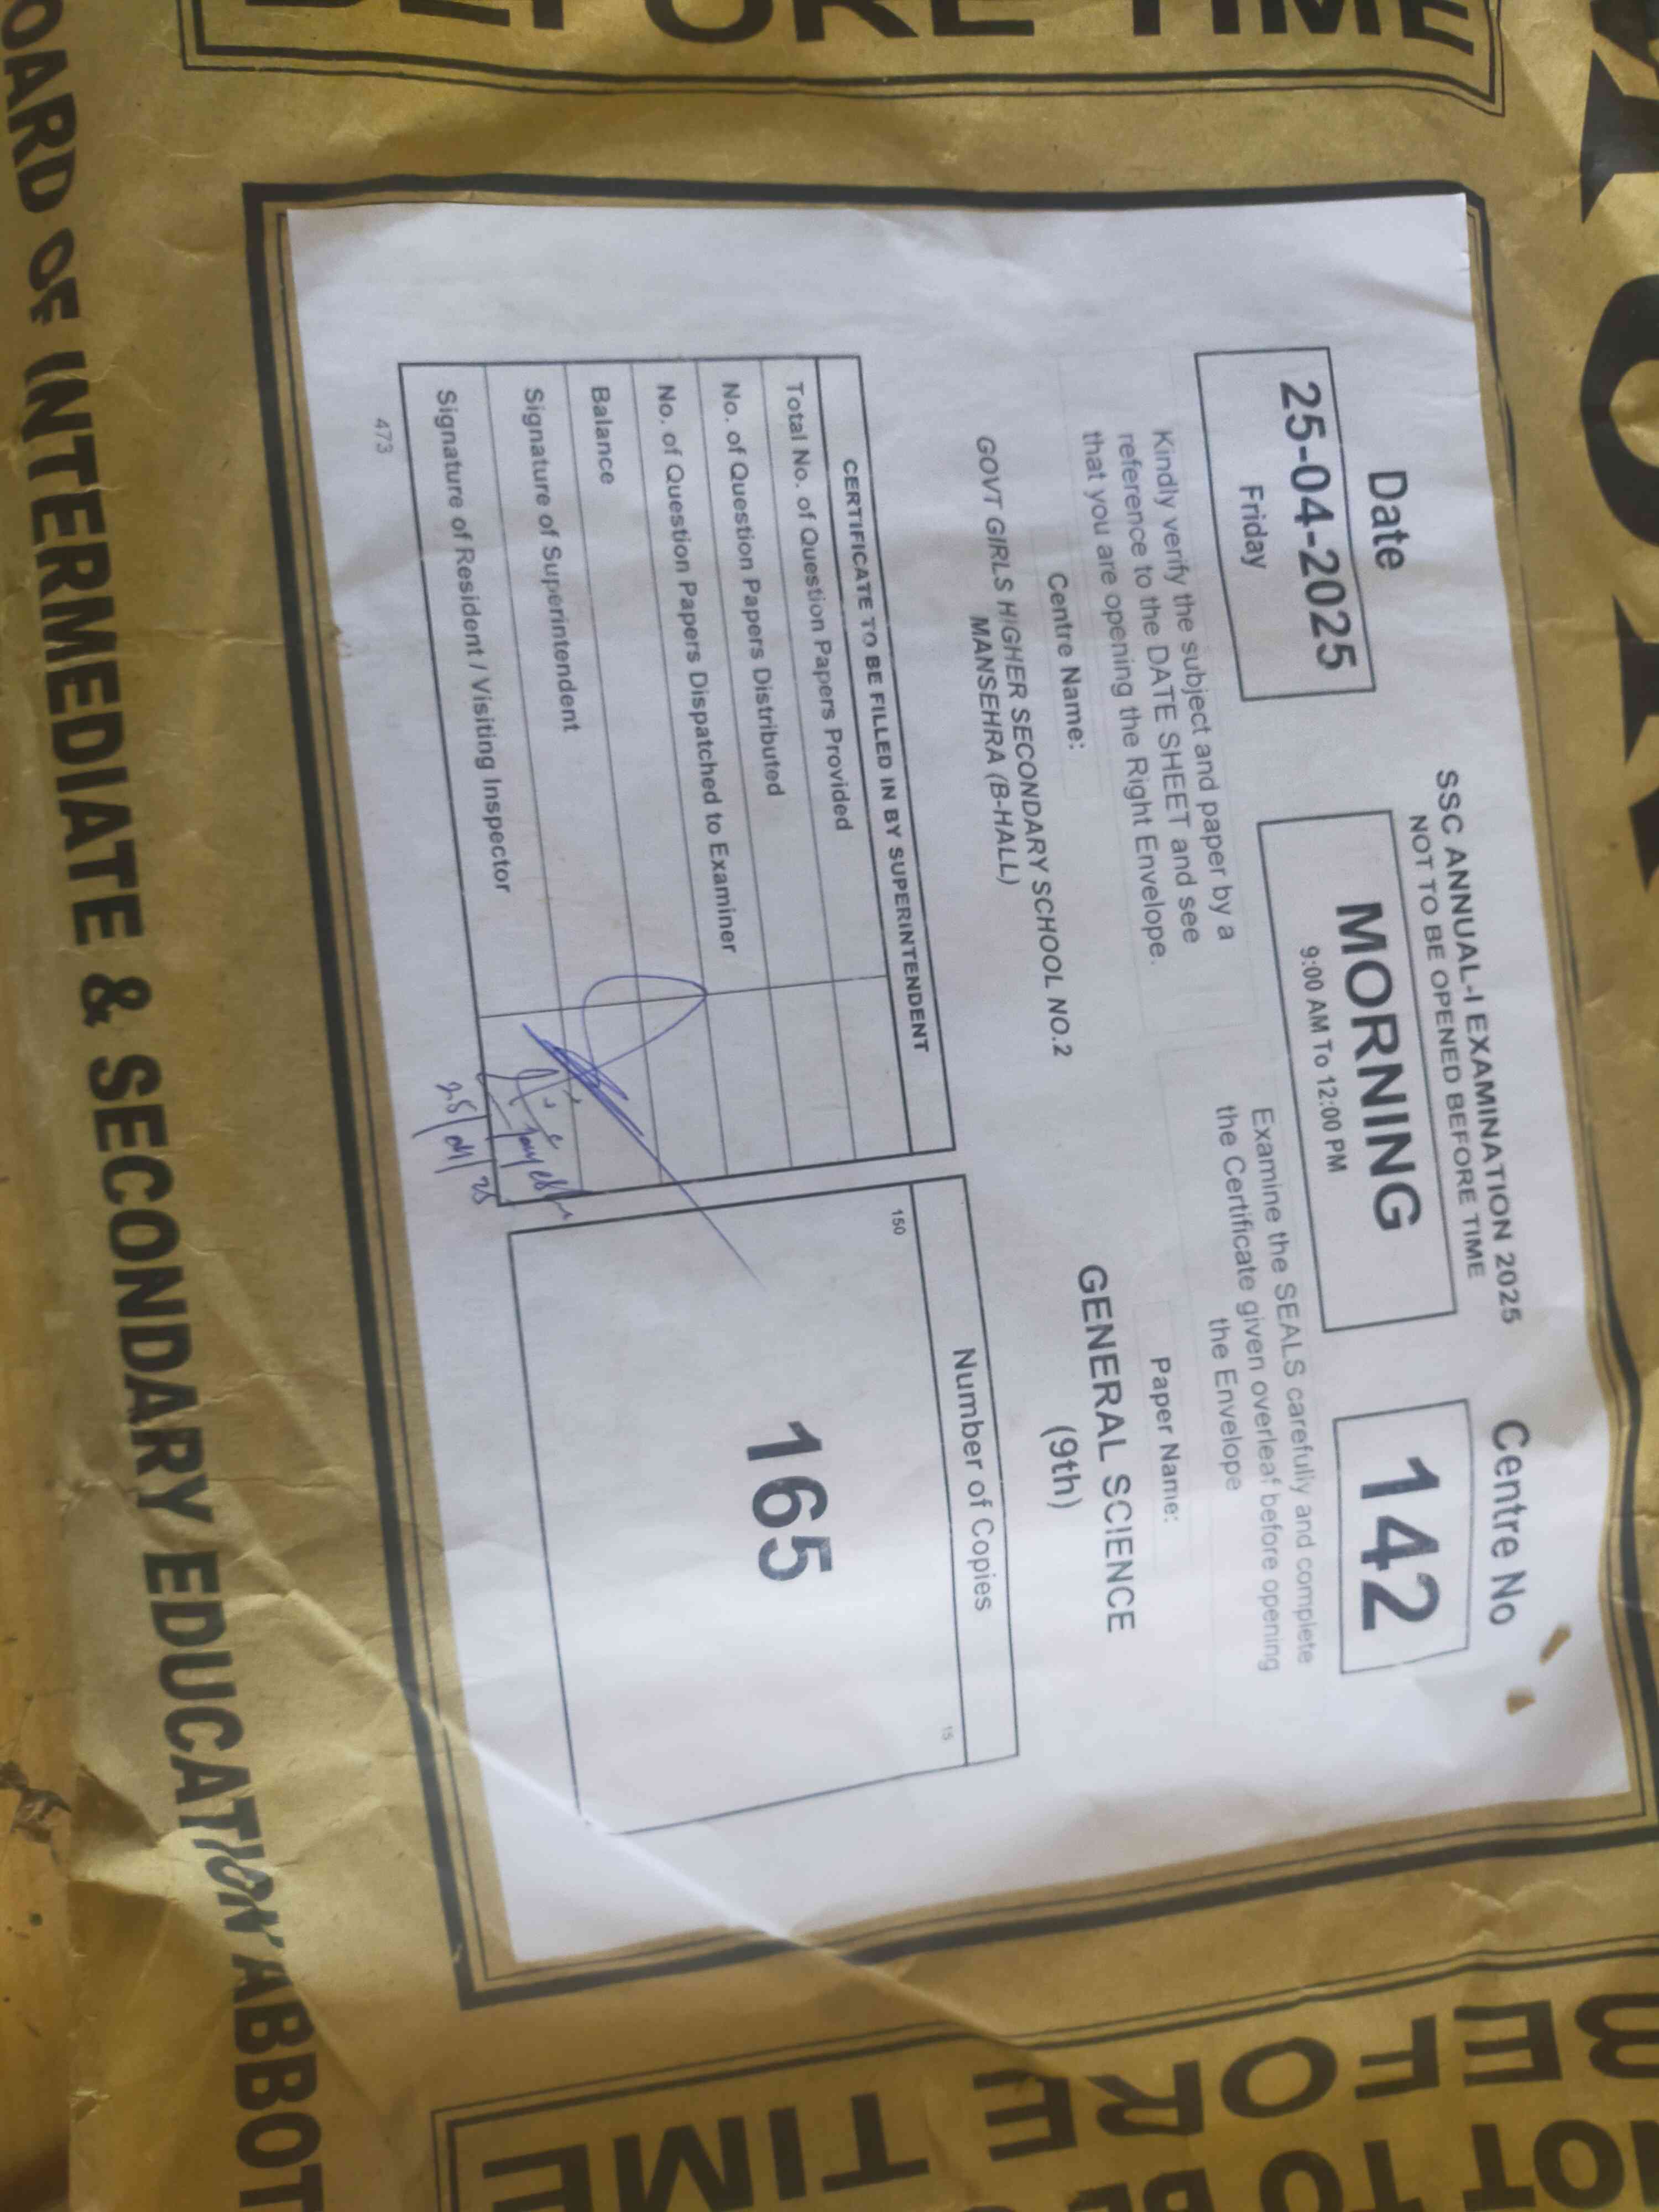 BEFORE TIME
SSC ANNUAL-I EXAMINATION 2025
NOT TO BE OPENED BEFORE TIME
Date
25-04-2025
Friday
MORNING
9:00 AM To 12:00 PM
Centre No
142
Kindly verify the subject and paper by a
reference to the DATE SHEET and see
that you are opening the Right Envelope.
Examine the SEALS carefully and complete
the Certificate given overleaf before opening
the Envelope
Centre Name:
GOVT GIRLS HIGHER SECONDARY SCHOOL NO.2
MANSEHRA (B-HALL)
Paper Name:
GENERAL SCIENCE
(9th)
CERTIFICATE TO BE FILLED IN BY SUPERINTENDENT
Total No. of Question Papers Provided
No. of Question Papers Distributed
No. of Question Papers Dispatched to Examiner
Balance
Signature of Superintendent
Signature of Resident / Visiting Inspector
25/04/25
473
Number of Copies
150
15
165
OARD OF INTERMEDIATE & SECONDARY EDUCATION ABBOT
TIME